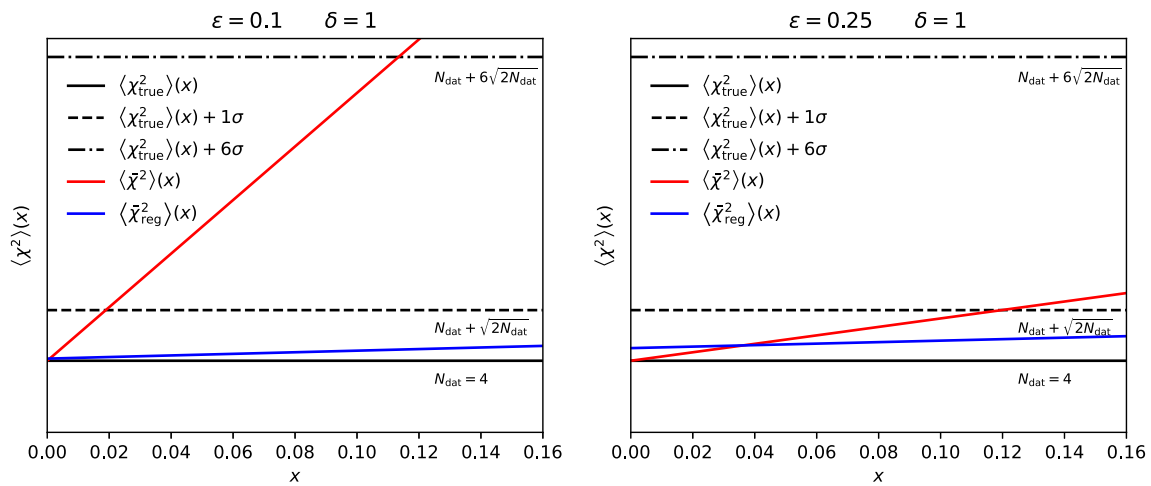 ε = 0.1 δ = 1
⟨χ²_true⟩(x)
⟨χ²_true⟩(x) + 1σ
⟨χ²_true⟩(x) + 6σ
⟨χ̄²⟩(x)
⟨χ̄²_reg⟩(x)
N_dat + 6√(2N_dat)
N_dat + √(2N_dat)
N_dat = 4
⟨χ²⟩(x)
0.00 0.02 0.04 0.06 0.08 0.10 0.12 0.14 0.16
x
ε = 0.25 δ = 1
⟨χ²_true⟩(x)
⟨χ²_true⟩(x) + 1σ
⟨χ²_true⟩(x) + 6σ
⟨χ̄²⟩(x)
⟨χ̄²_reg⟩(x)
N_dat + 6√(2N_dat)
N_dat + √(2N_dat)
N_dat = 4
⟨χ²⟩(x)
0.00 0.02 0.04 0.06 0.08 0.10 0.12 0.14 0.16
x